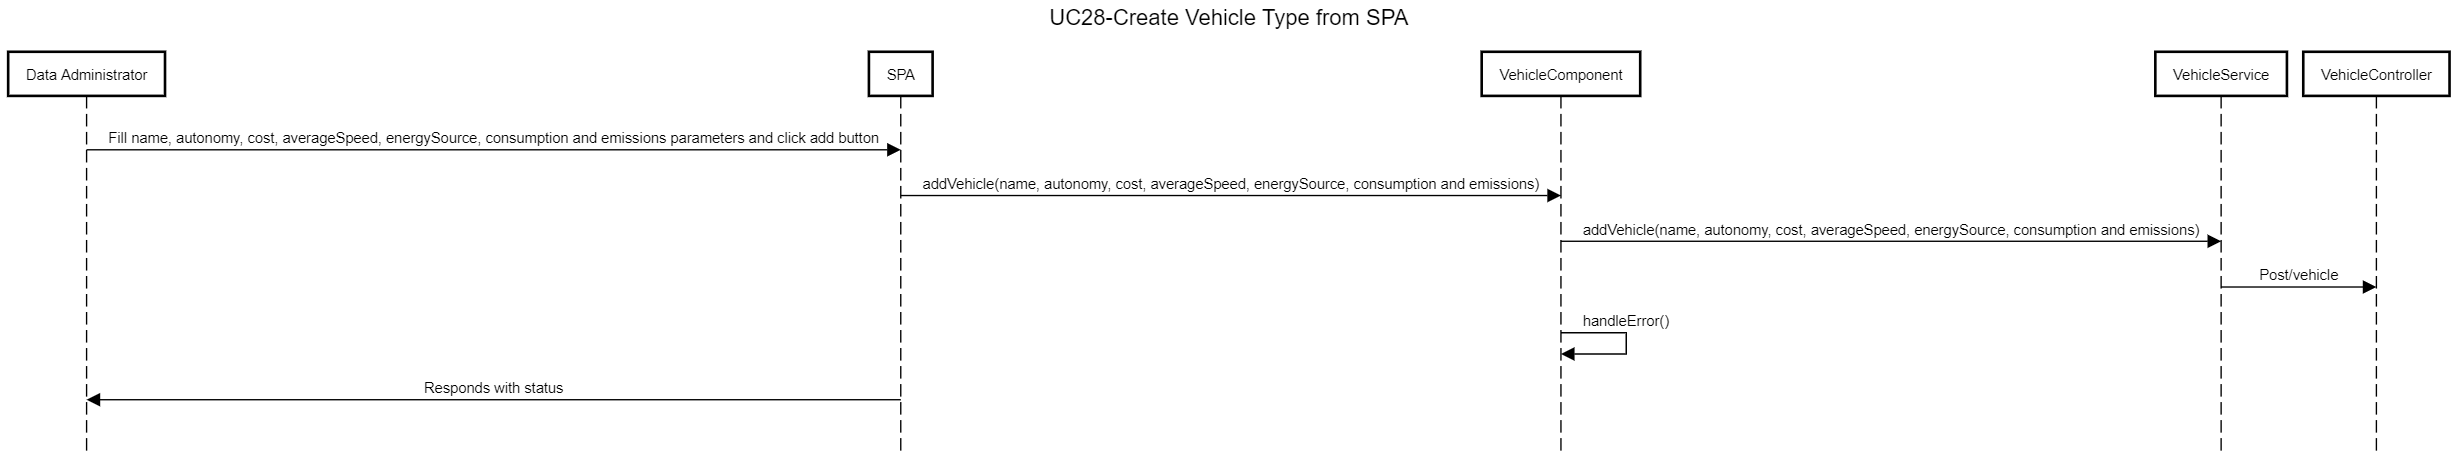 UC28-Create Vehicle Type from SPA
Data Administrator
SPA
VehicleComponent
VehicleService
VehicleController
Fill name, autonomy, cost, averageSpeed, energySource, consumption and emissions parameters and click add button
addVehicle(name, autonomy, cost, averageSpeed, energySource, consumption and emissions)
addVehicle(name, autonomy, cost, averageSpeed, energySource, consumption and emissions)
Post/vehicle
handleError()
Responds with status